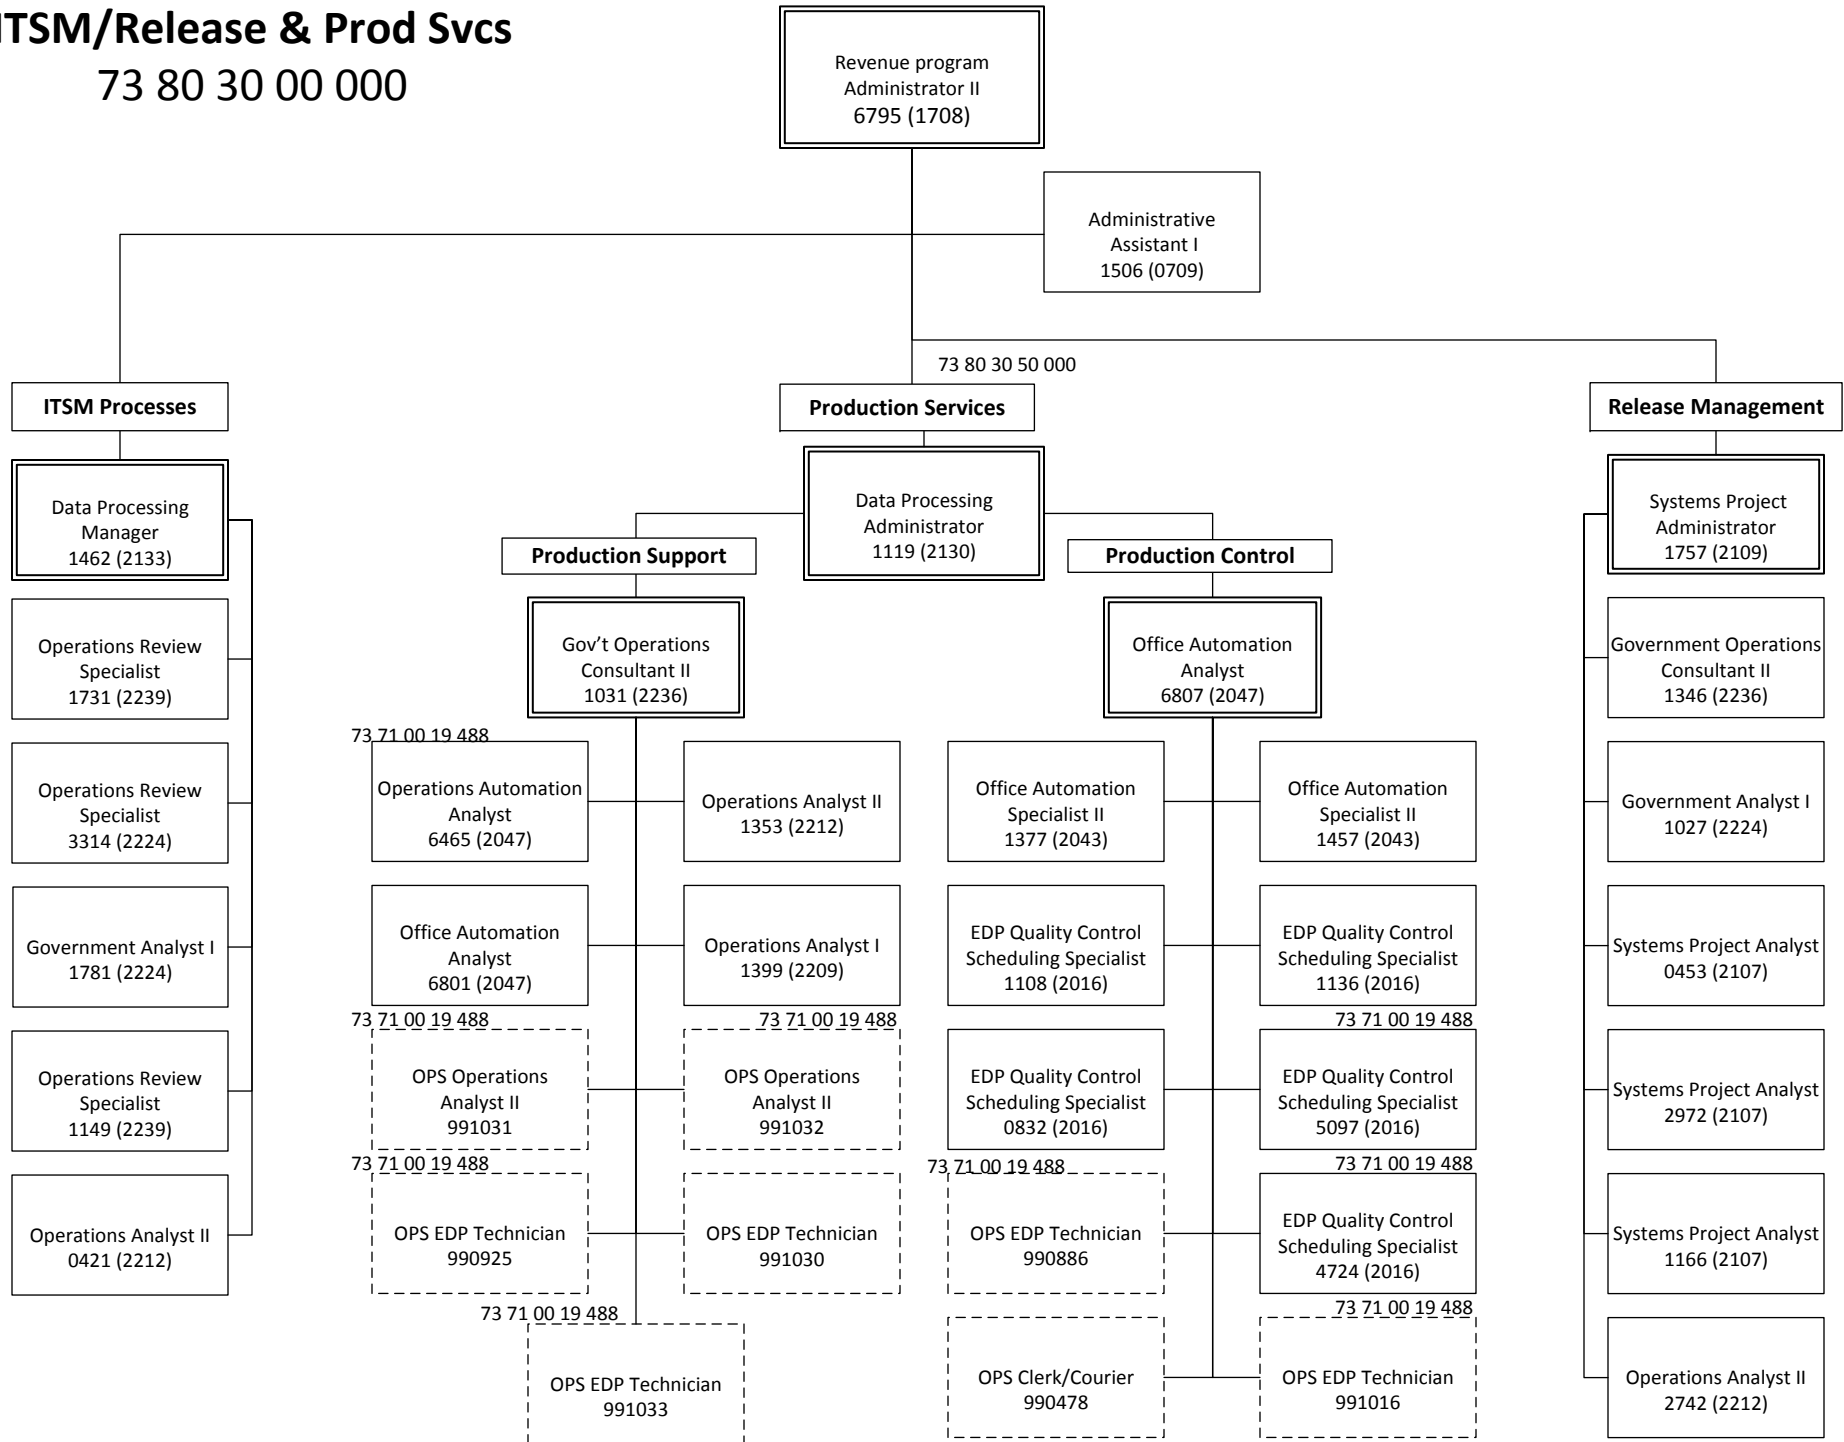 ITSM/Release & Prod Svcs
73 80 30 00 000
Revenue program
Administrator II
6795 (1708)
Administrative
Assistant I
1506 (0709)
73 80 30 50 000
ITSM Processes
Production Services
Release Management
Data Processing
Manager
1462 (2133)
Data Processing
Administrator
1119 (2130)
Systems Project
Administrator
1757 (2109)
Production Support
Production Control
Operations Review
Specialist
1731 (2239)
Gov’t Operations
Consultant II
1031 (2236)
Office Automation
Analyst
6807 (2047)
Government Operations
Consultant II
1346 (2236)
73 71 00 19 488
Operations Review
Specialist
3314 (2224)
Operations Automation
Analyst
6465 (2047)
Operations Analyst II
1353 (2212)
Office Automation
Specialist II
1377 (2043)
Office Automation
Specialist II
1457 (2043)
Government Analyst I
1027 (2224)
Government Analyst I
1781 (2224)
Office Automation
Analyst
6801 (2047)
Operations Analyst I
1399 (2209)
EDP Quality Control
Scheduling Specialist
1108 (2016)
EDP Quality Control
Scheduling Specialist
1136 (2016)
Systems Project Analyst
0453 (2107)
73 71 00 19 488
73 71 00 19 488
73 71 00 19 488
Operations Review
Specialist
1149 (2239)
OPS Operations
Analyst II
991031
OPS Operations
Analyst II
991032
EDP Quality Control
Scheduling Specialist
0832 (2016)
EDP Quality Control
Scheduling Specialist
5097 (2016)
Systems Project Analyst
2972 (2107)
73 71 00 19 488
73 71 00 19 488
73 71 00 19 488
Operations Analyst II
0421 (2212)
OPS EDP Technician
990925
OPS EDP Technician
991030
OPS EDP Technician
990886
EDP Quality Control
Scheduling Specialist
4724 (2016)
Systems Project Analyst
1166 (2107)
73 71 00 19 488
73 71 00 19 488
OPS EDP Technician
991033
OPS Clerk/Courier
990478
OPS EDP Technician
991016
Operations Analyst II
2742 (2212)